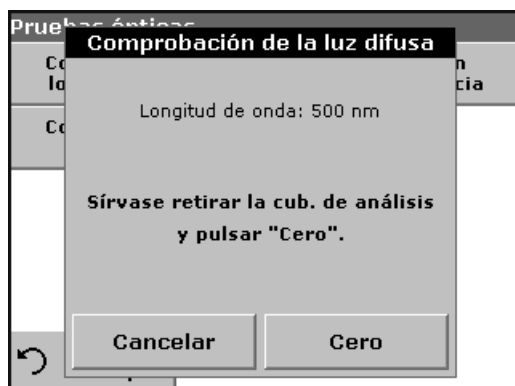 Comprobación de la luz difusa
Longitud de onda: 500 nm
Sírvase retirar la cub. de análisis
y pulsar "Cero".
Cancelar
Cero